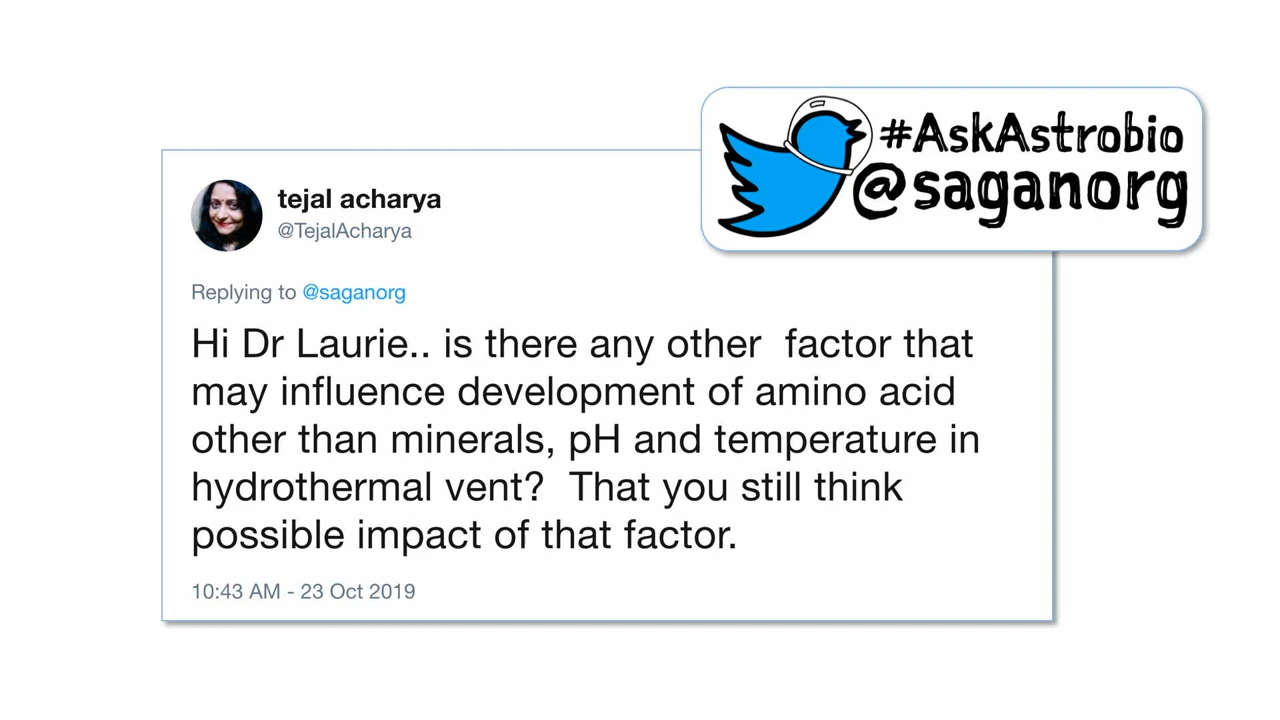 #AskAstrobio
@saganorg
tejal acharya
@TejalAcharya
Replying to @saganorg
Hi Dr Laurie.. is there any other  factor that
may influence development of amino acid
other than minerals, pH and temperature in
hydrothermal vent?  That you still think
possible impact of that factor.
10:43 AM - 23 Oct 2019